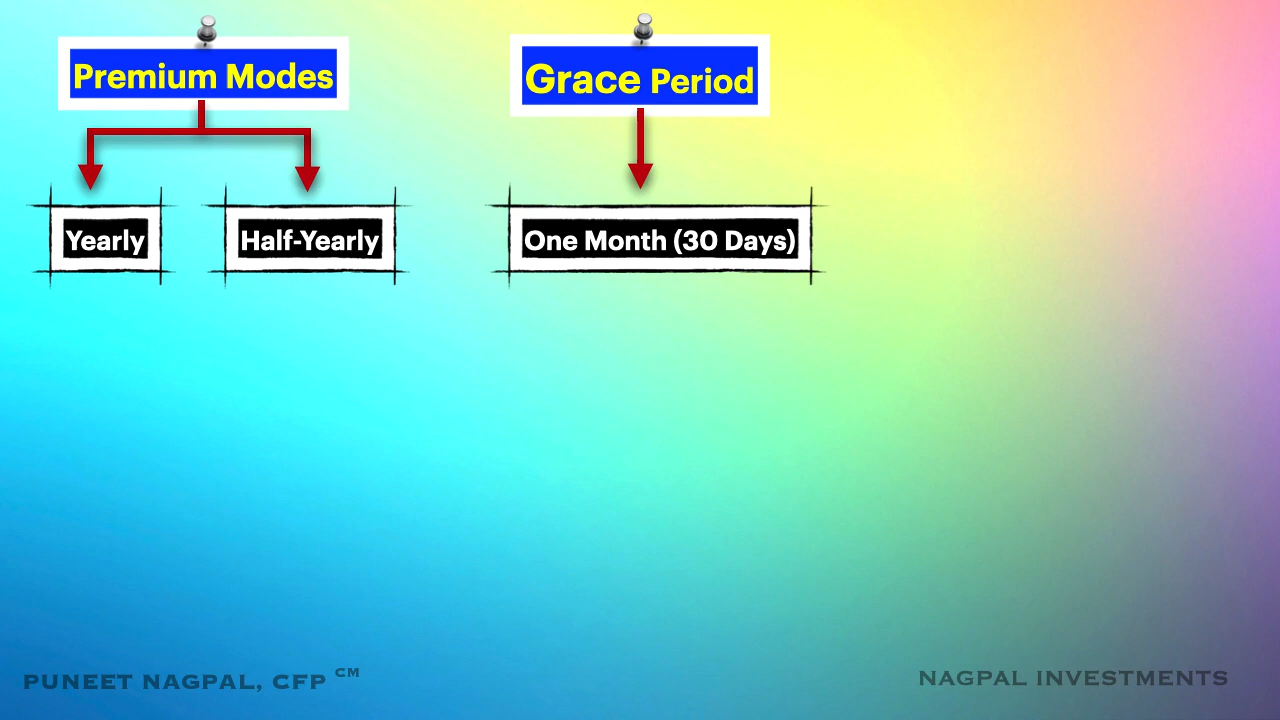 Premium Modes
Grace Period
Yearly
Half-Yearly
One Month (30 Days)
PUNEET NAGPAL, CFP CM
NAGPAL INVESTMENTS